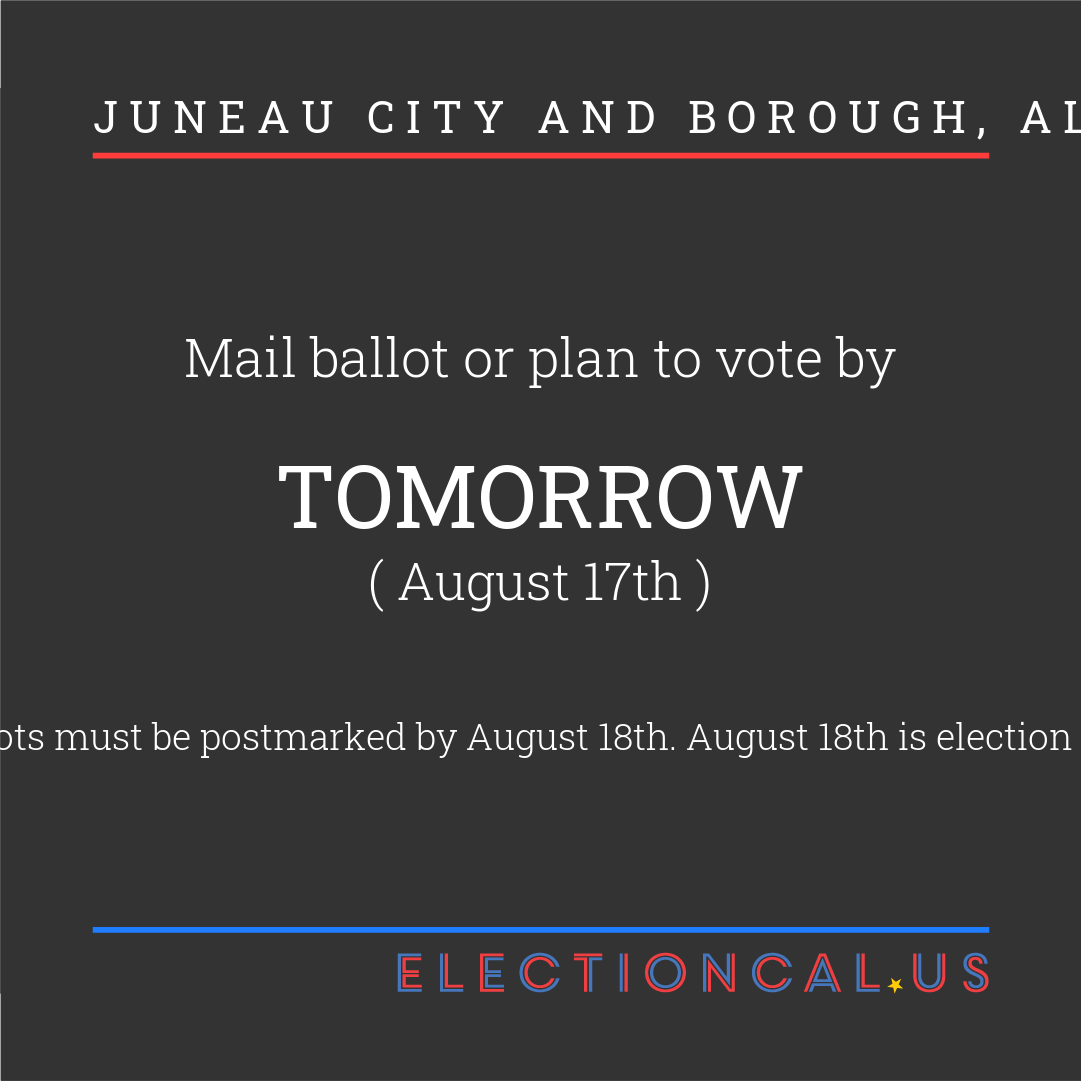 JUNEAU CITY AND BOROUGH, AL
Mail ballot or plan to vote by
TOMORROW
( August 17th )
ots must be postmarked by August 18th. August 18th is election
ELECTIONCAL.US